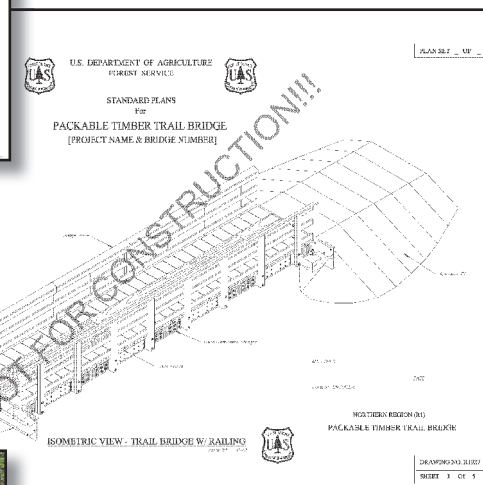 PLAN SET _ OF _
U.S. DEPARTMENT OF AGRICULTURE
FOREST SERVICE
STANDARD PLANS
For
PACKABLE TIMBER TRAIL BRIDGE
[PROJECT NAME & BRIDGE NUMBER]
FOR CONSTRUCTION!!!
DATE
NORTHERN REGION (R1)
PACKABLE TIMBER TRAIL BRIDGE
ISOMETRIC VIEW - TRAIL BRIDGE W/ RAILING
DRAWING NO.
SHEET 1 OF 5